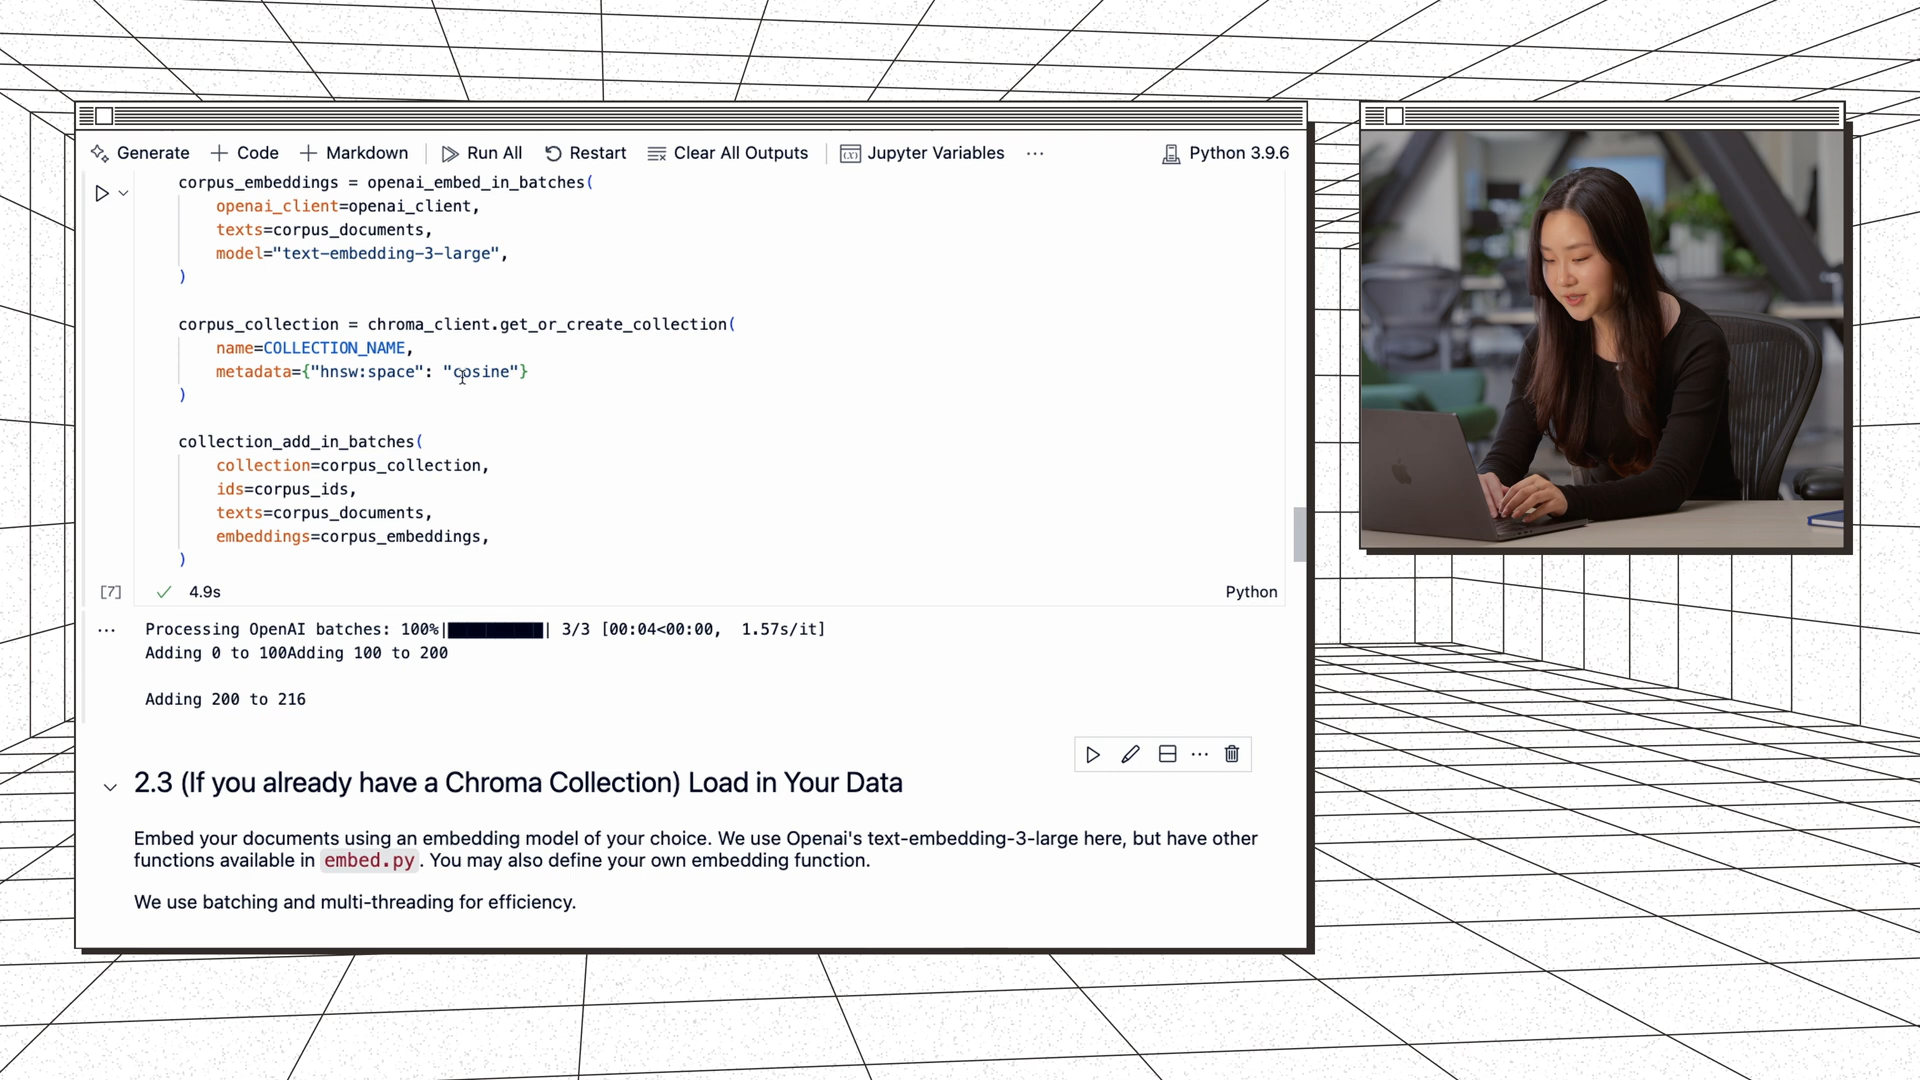 Generate
Code
Markdown
Run All
Restart
Clear All Outputs
Jupyter Variables
Python 3.9.6
corpus_embeddings = openai_embed_in_batches(
openai_client=openai_client,
texts=corpus_documents,
model="text-embedding-3-large",
)
corpus_collection = chroma_client.get_or_create_collection(
name=COLLECTION_NAME,
metadata={"hnsw:space": "cosine"}
)
collection_add_in_batches(
collection=corpus_collection,
ids=corpus_ids,
texts=corpus_documents,
embeddings=corpus_embeddings,
)
[7]
4.9s
Python
Processing OpenAI batches: 100%|██████████| 3/3 [00:04<00:00,  1.57s/it]
Adding 0 to 100Adding 100 to 200
Adding 200 to 216
2.3 (If you already have a Chroma Collection) Load in Your Data
Embed your documents using an embedding model of your choice. We use Openai's text-embedding-3-large here, but have other
functions available in embed.py. You may also define your own embedding function.
We use batching and multi-threading for efficiency.